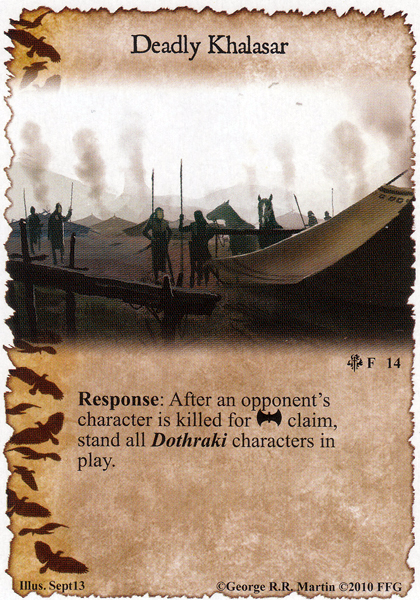 Deadly Khalasar
F 14
Response: After an opponent's
character is killed for claim,
stand all Dothraki characters in
play.
Illus. Sept13 ©George R.R. Martin ©2010 FFG